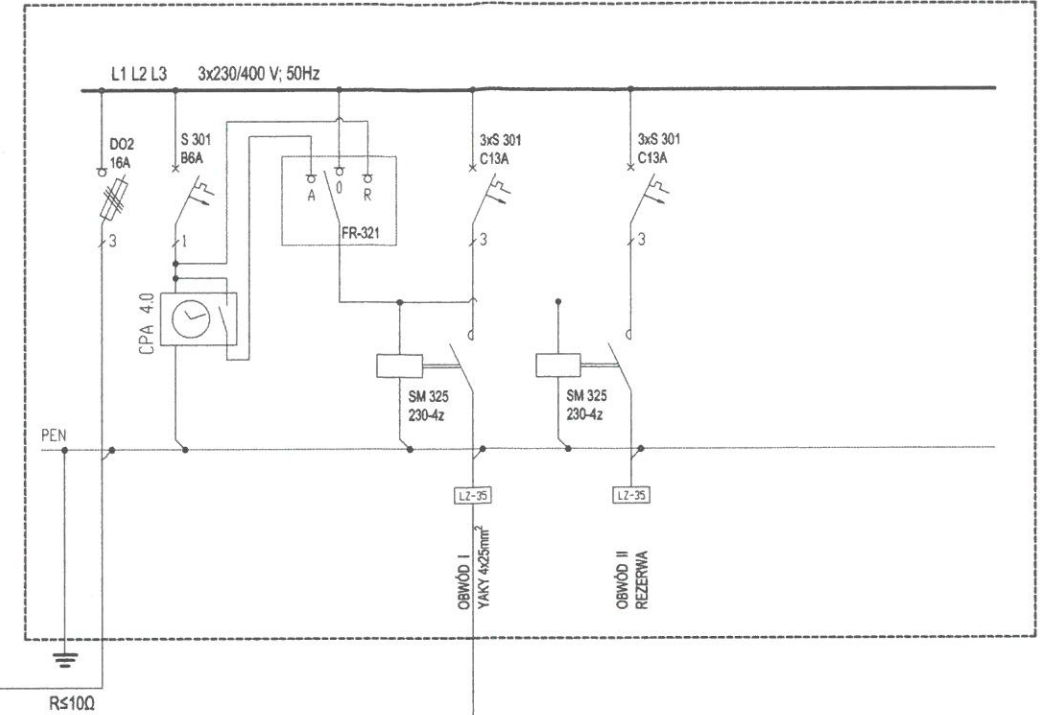 L1 L2 L3 3x230/400 V; 50Hz
DO2
16A
S 301
B6A
3xS 301
C13A
3xS 301
C13A
A
0
R
FR-321
3
1
3
3
CPA 4.0
SM 325
230-4z
SM 325
230-4z
PEN
LZ-35
LZ-35
OBWÓD I
YAKY 4x25mm²
OBWÓD II
REZERWA
R≤10Ω